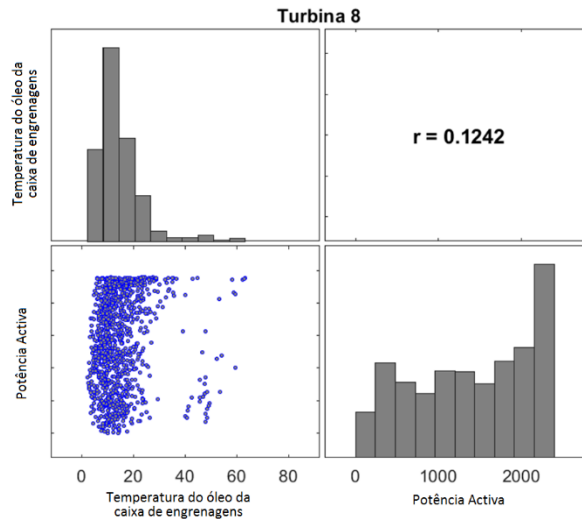 Turbina 8
Temperatura do óleo da
caixa de engrenagens
r = 0.1242
Potência Activa
0 20 40 60 80
0 1000 2000
Temperatura do óleo da
caixa de engrenagens
Potência Activa